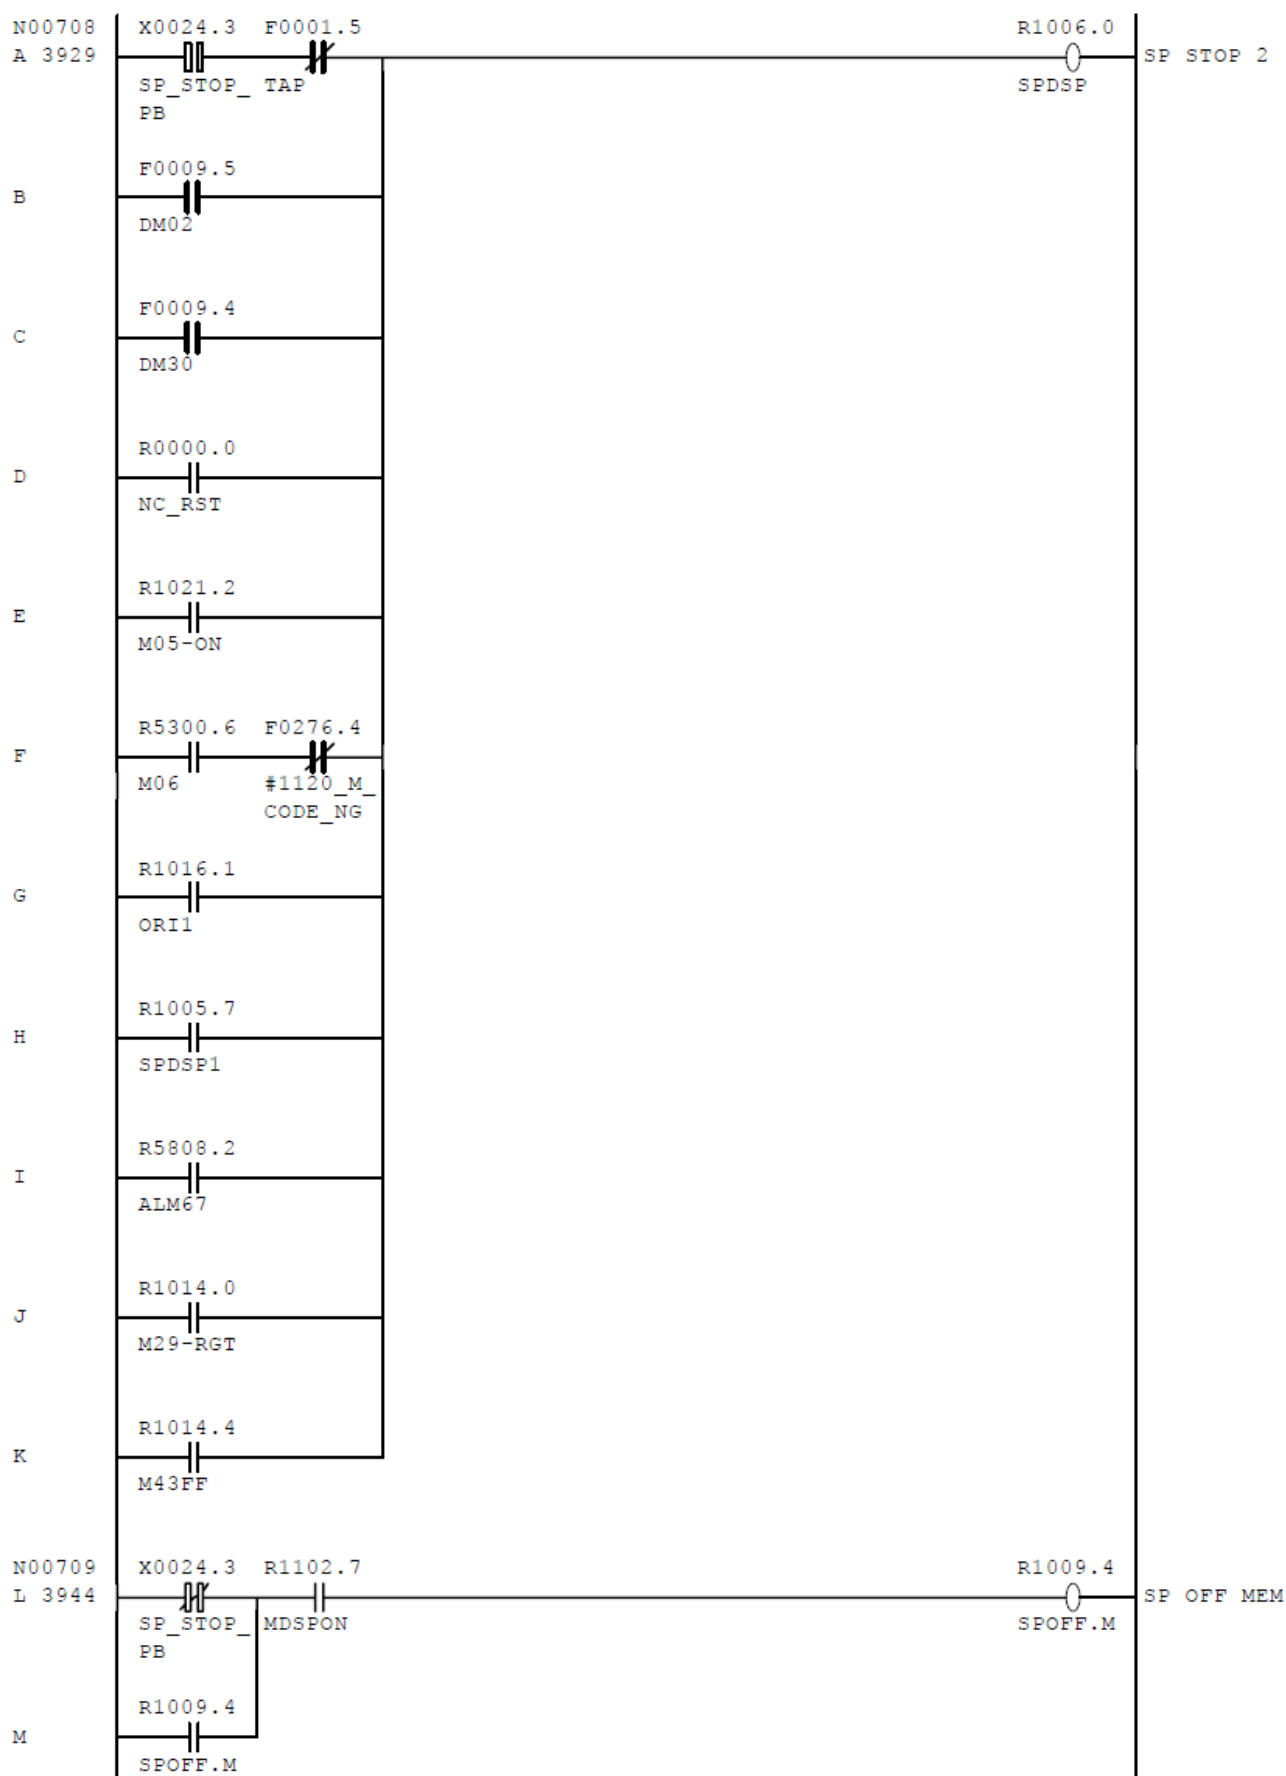 N00708 X0024.3 F0001.5 R1006.0
A 3929 SP STOP 2
SP_STOP_ TAP SPDSP
PB
F0009.5
B
DM02
F0009.4
C
DM30
R0000.0
D
NC_RST
R1021.2
E
M05-ON
R5300.6 F0276.4
F
M06 #1120_M_
CODE_NG
R1016.1
G
ORI1
R1005.7
H
SPDSP1
R5808.2
I
ALM67
R1014.0
J
M29-RGT
R1014.4
K
M43FF
N00709 X0024.3 R1102.7 R1009.4
L 3944 SP OFF MEM
SP_STOP_ MDSPON SPOFF.M
PB
R1009.4
M
SPOFF.M